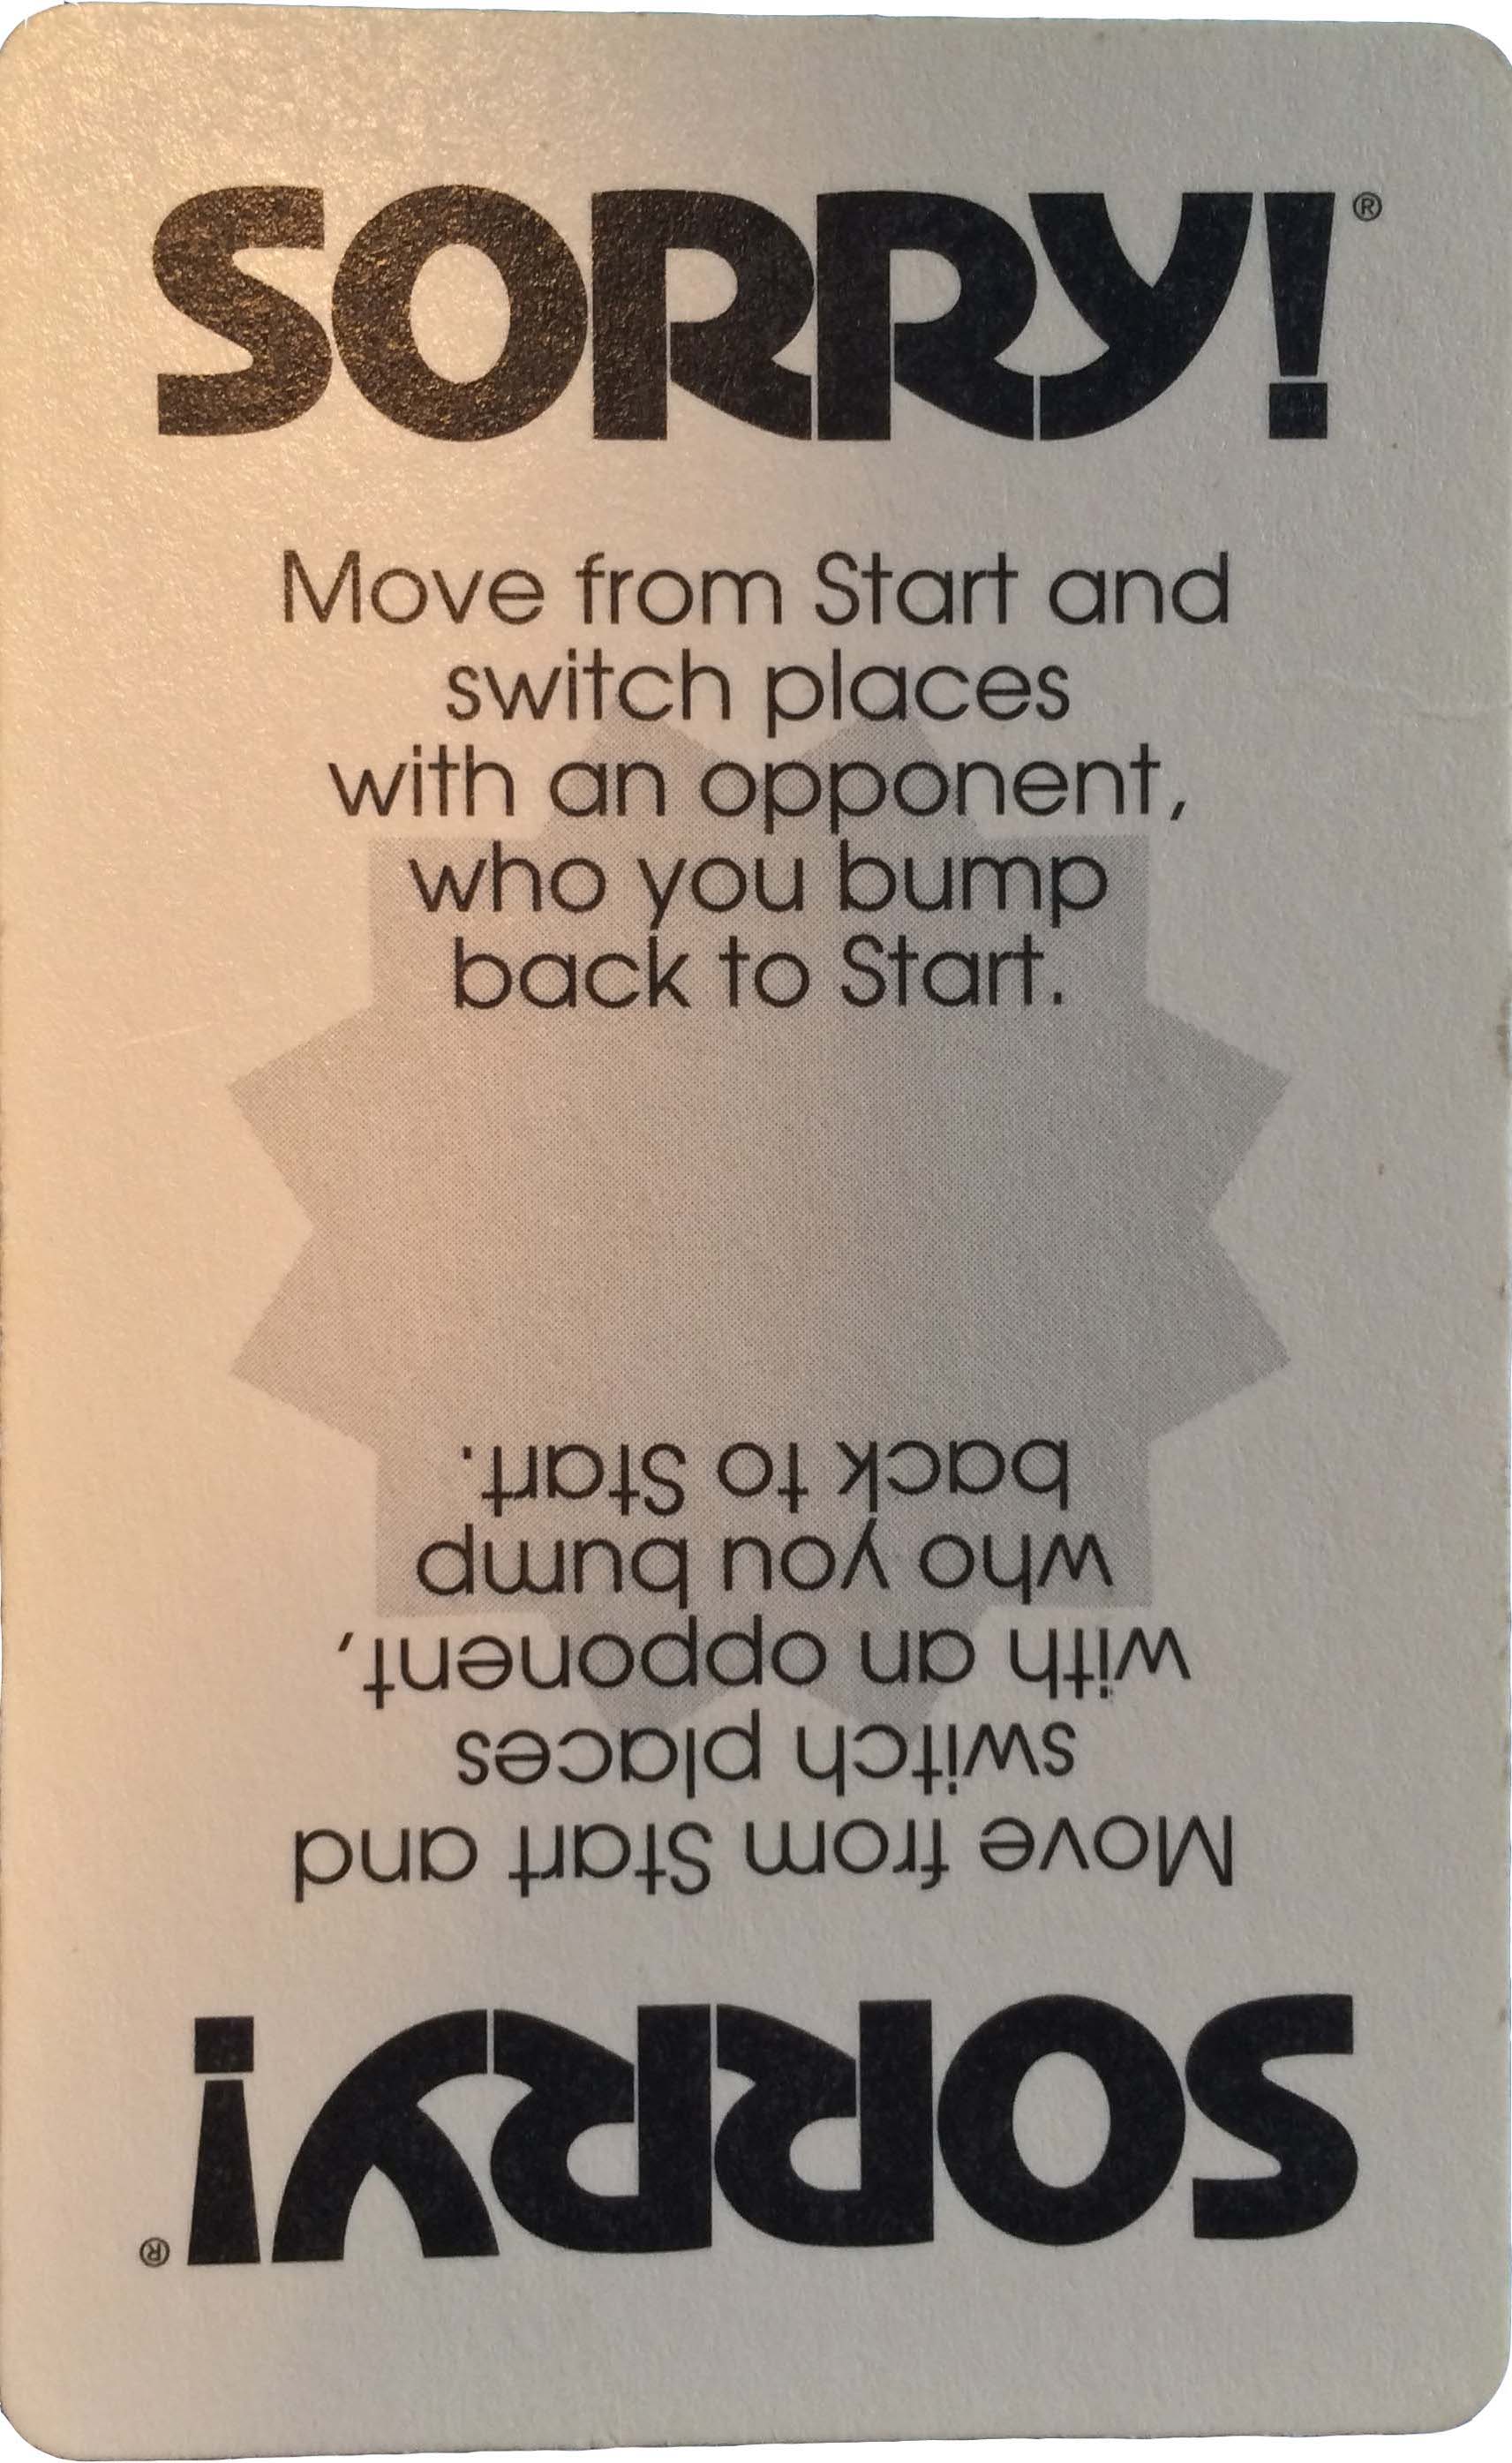 SORRY!®
Move from Start and
switch places
with an opponent,
who you bump
back to Start.
SORRY!®
Move from Start and
switch places
with an opponent,
who you bump
back to Start.